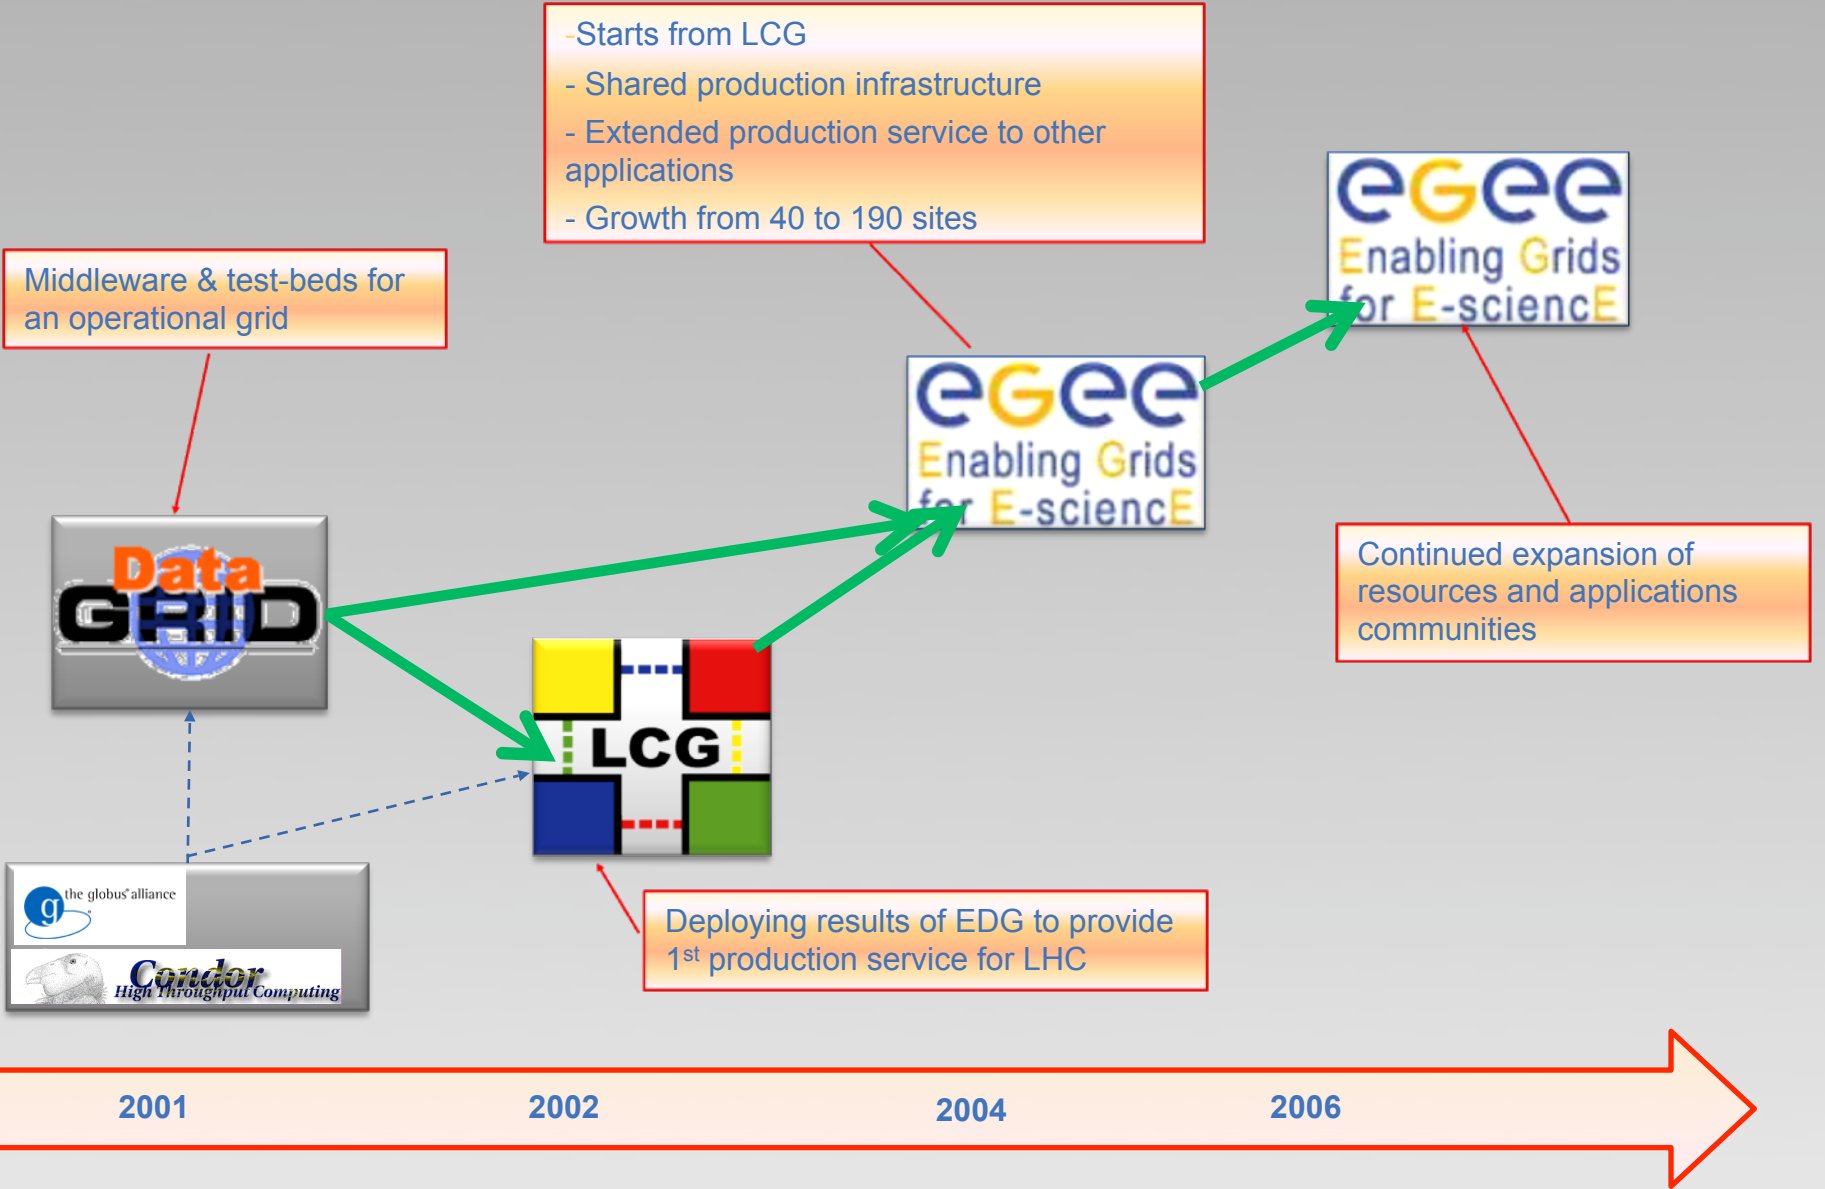 -Starts from LCG
- Shared production infrastructure
- Extended production service to other
applications
- Growth from 40 to 190 sites
eGee
Enabling Grids
for E-sciencE
Middleware & test-beds for
an operational grid
eGee
Enabling Grids
for E-sciencE
Data
GRID
Continued expansion of
resources and applications
communities
LCG
the globus® alliance
g
Condor
High Throughput Computing
Deploying results of EDG to provide
1st production service for LHC
2001
2002
2004
2006